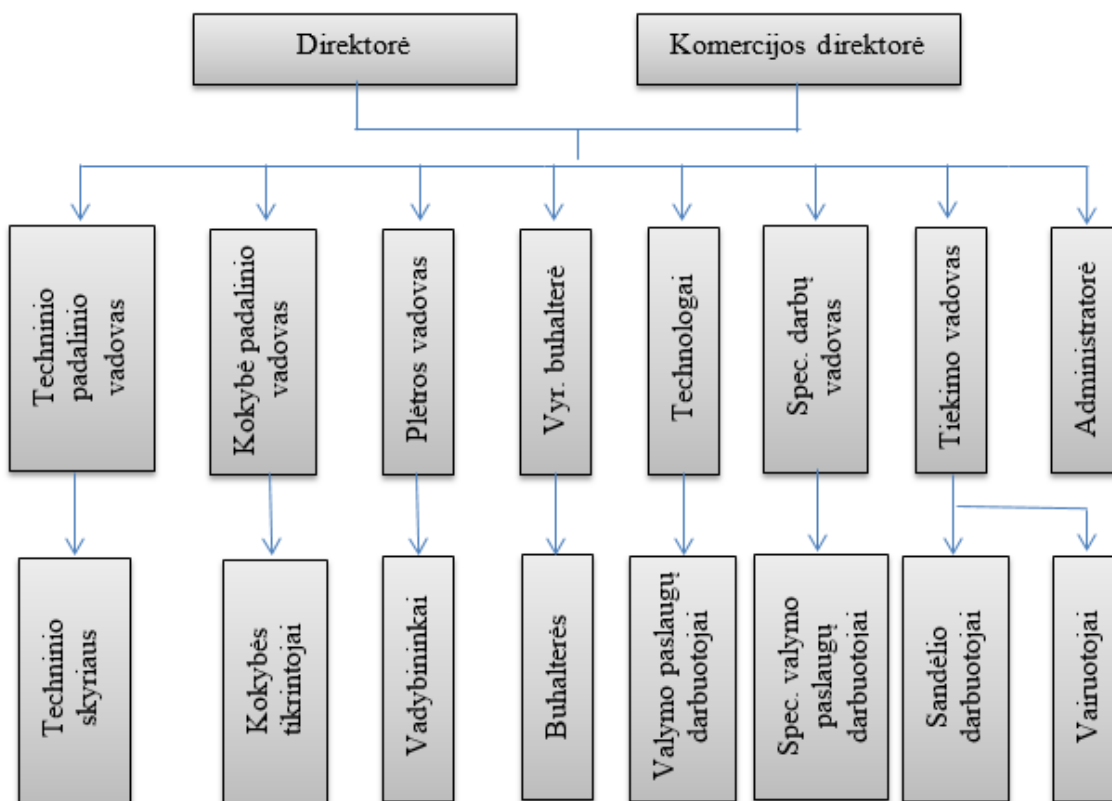 Direktorė
Komercijos direktorė
Techninio
padalinio
vadovas
Kokybė padalinio
vadovas
Plėtros vadovas
Vyr. buhalterė
Technologai
Spec. darbų
vadovas
Tiekimo vadovas
Administratorė
Techninio
skyriaus
Kokybės
tikrintojai
Vadybininkai
Buhalterės
Valymo paslaugų
darbuotojai
Spec. valymo
paslaugų
darbuotojai
Sandėlio
darbuotojai
Vairuotojai